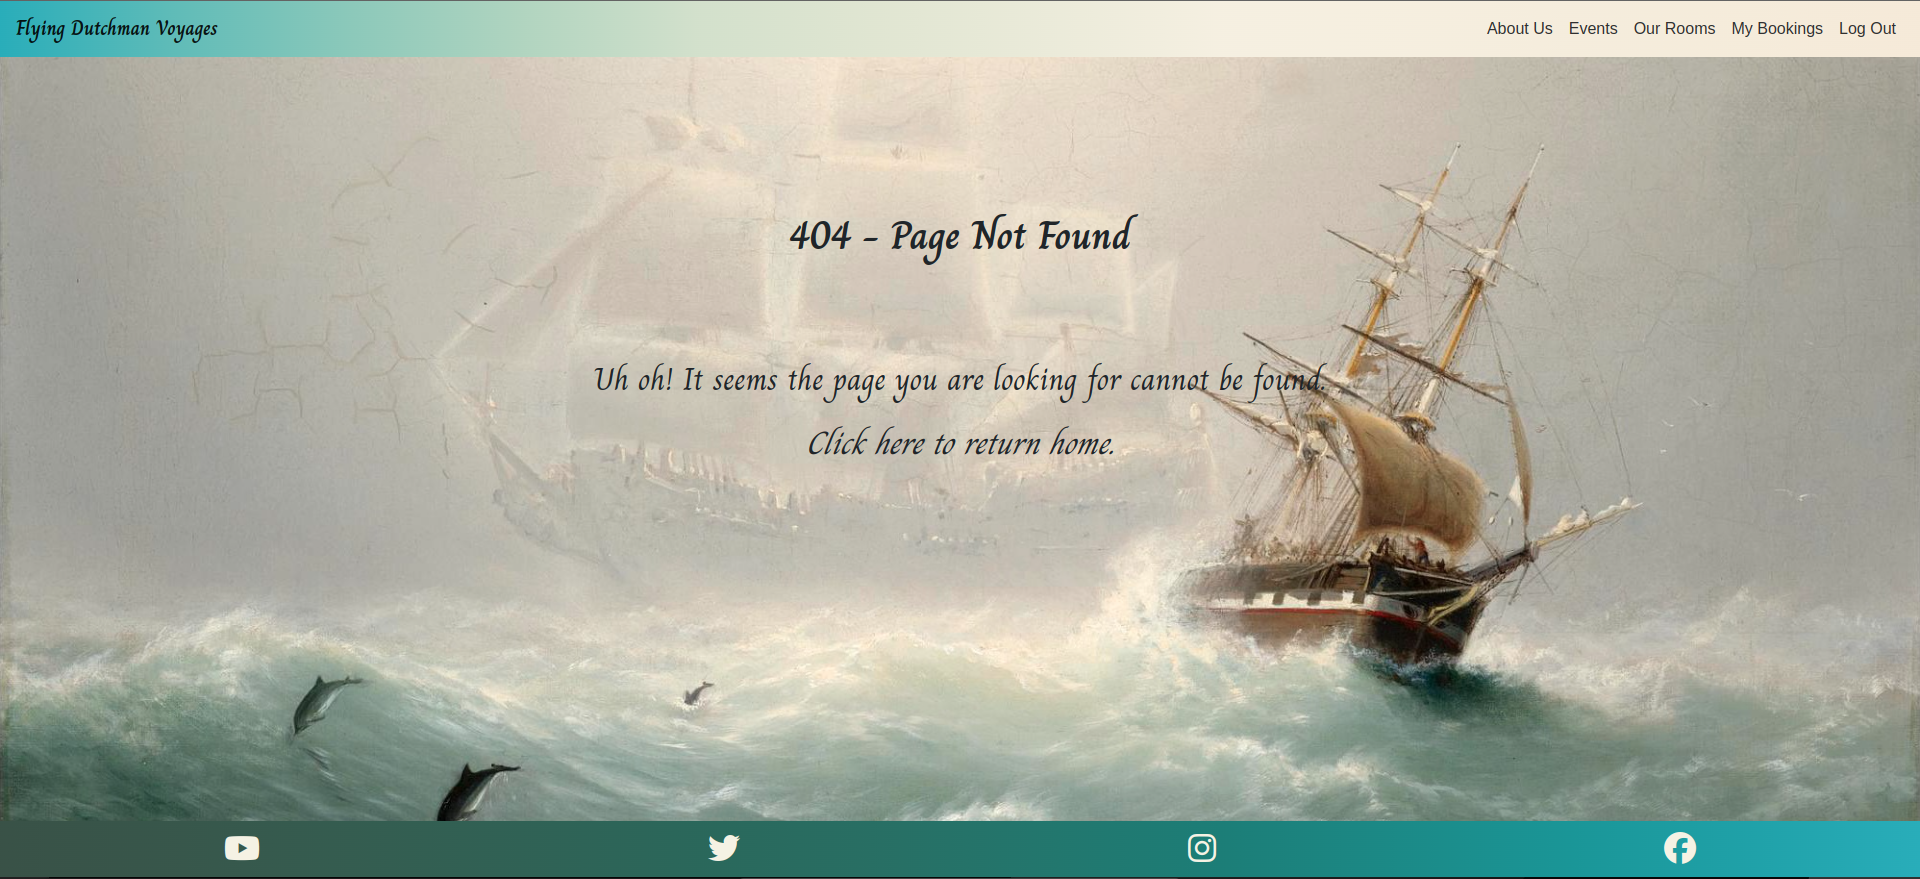 Flying Dutchman Voyages
About Us Events Our Rooms My Bookings Log Out
404 - Page Not Found
Uh oh! It seems the page you are looking for cannot be found.
Click here to return home.